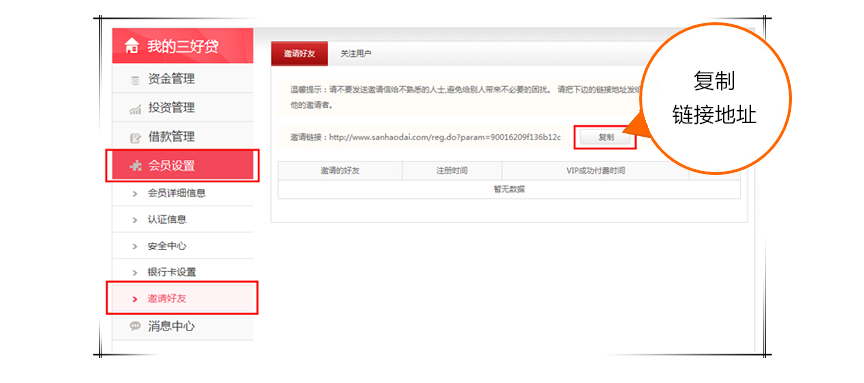 我的三好贷
资金管理
投资管理
借款管理
会员设置
会员详细信息
认证信息
安全中心
银行卡设置
邀请好友
消息中心
邀请好友 关注用户
温馨提示：请不要发送邀请信给不熟悉的人士,避免给别人带来不必要的困扰。 请把下边的链接地址发给
他的邀请者。
邀请链接：http://www.sanhaodai.com/reg.do?param=90016209f136b12c 复制
邀请的好友 注册时间 VIP成功付费时间
暂无数据
复制
链接地址